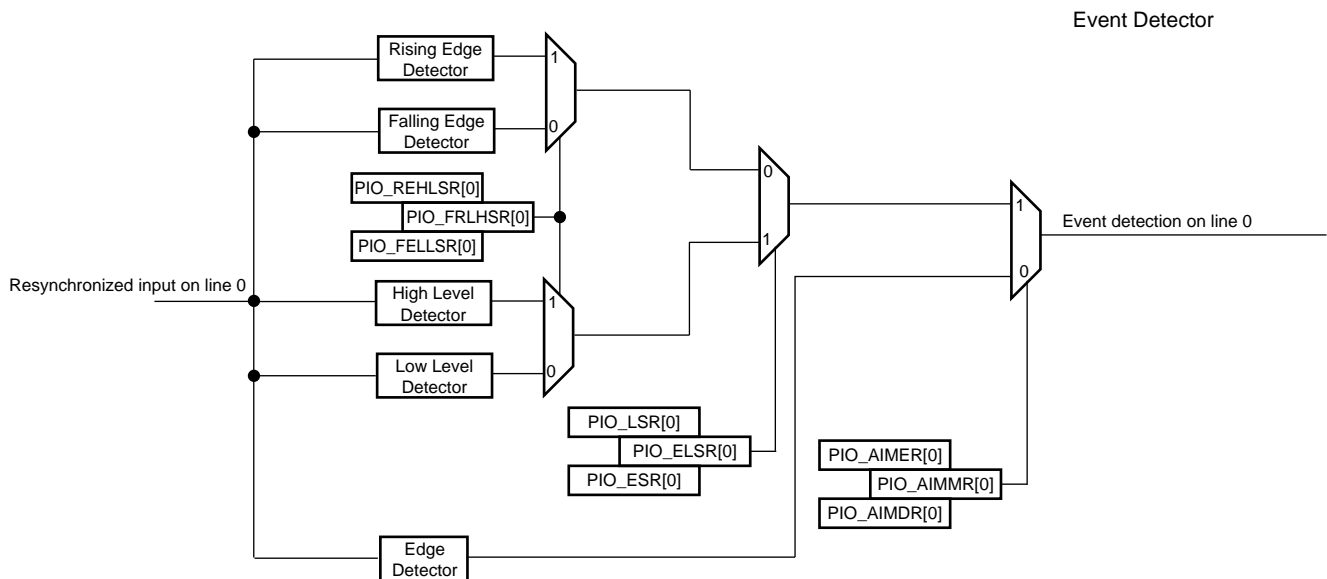 Event Detector
Rising Edge
Detector
1
Falling Edge
Detector
0
PIO_REHLSR[0]
PIO_FRLHSR[0]
PIO_FELLSR[0]
0
1
1
Event detection on line 0
0
Resynchronized input on line 0
High Level
Detector
1
Low Level
Detector
0
PIO_LSR[0]
PIO_ELSR[0]
PIO_ESR[0]
PIO_AIMER[0]
PIO_AIMMR[0]
PIO_AIMDR[0]
Edge
Detector